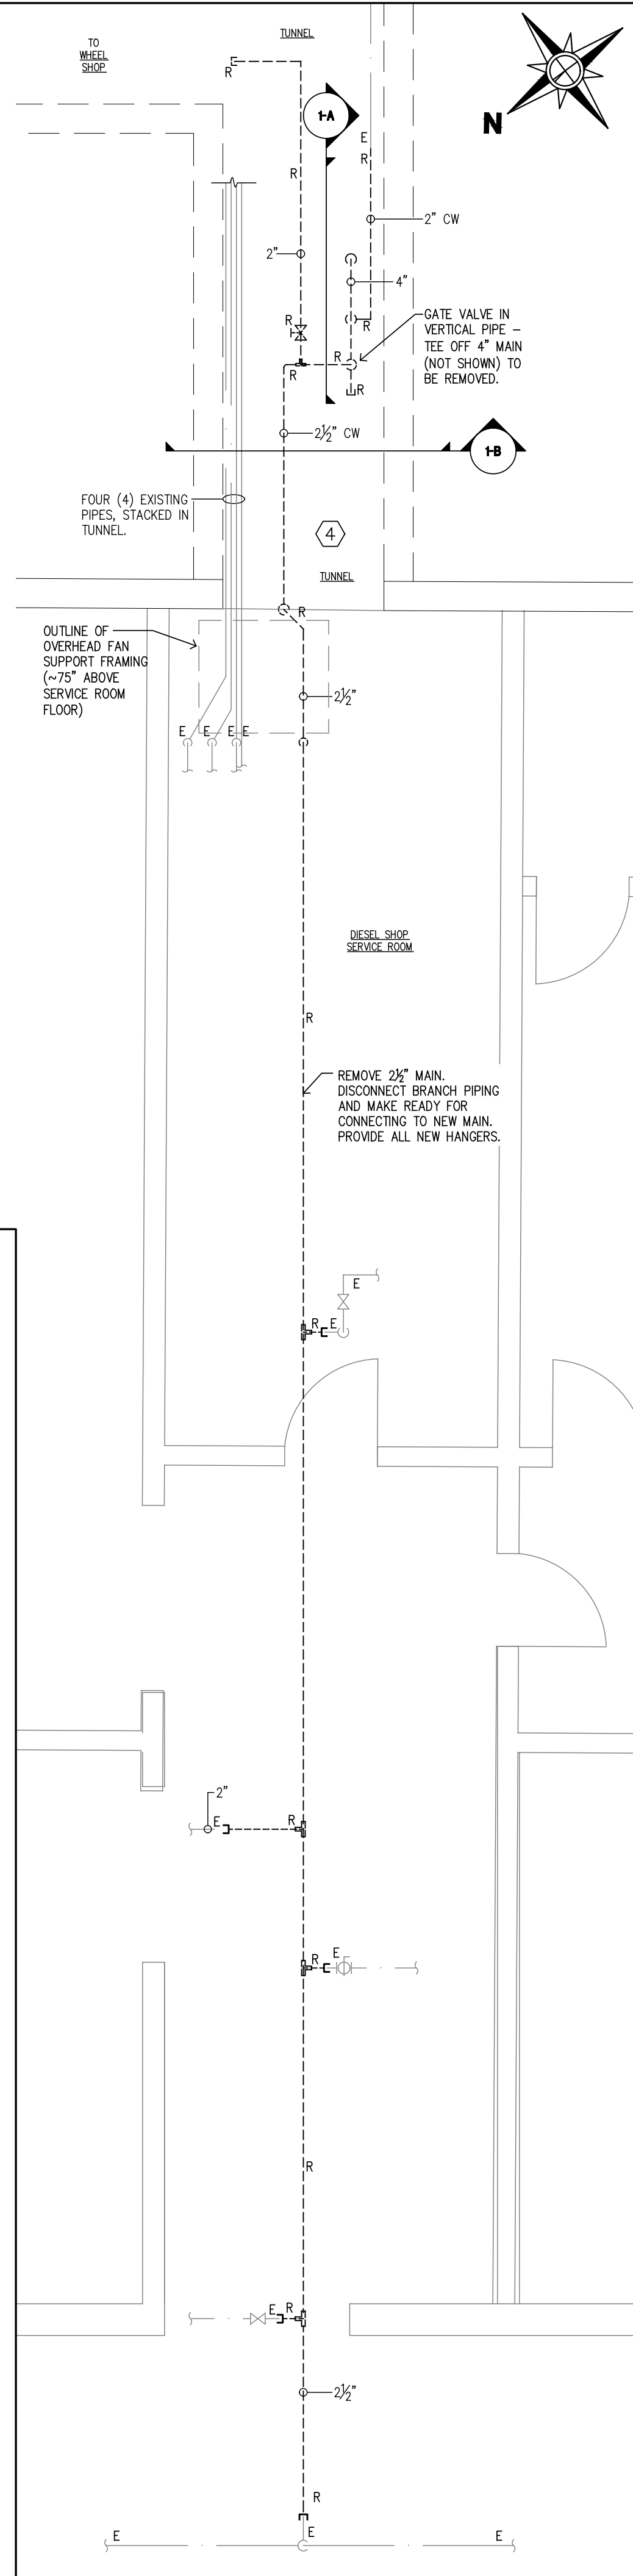 TO
WHEEL
SHOP
TUNNEL
R
1-A
N
E
R
R
2" CW
2"
4"
GATE VALVE IN
VERTICAL PIPE –
TEE OFF 4" MAIN
(NOT SHOWN) TO
BE REMOVED.
R
R
R
R
R
2½" CW
1-B
FOUR (4) EXISTING
PIPES, STACKED IN
TUNNEL.
4
TUNNEL
R
OUTLINE OF
OVERHEAD FAN
SUPPORT FRAMING
(~75" ABOVE
SERVICE ROOM
FLOOR)
2½"
E
E
E
E
DIESEL SHOP
SERVICE ROOM
R
REMOVE 2½" MAIN.
DISCONNECT BRANCH PIPING
AND MAKE READY FOR
CONNECTING TO NEW MAIN.
PROVIDE ALL NEW HANGERS.
E
R
E
2"
E
R
R
E
R
E
R
2½"
R
E
E
E